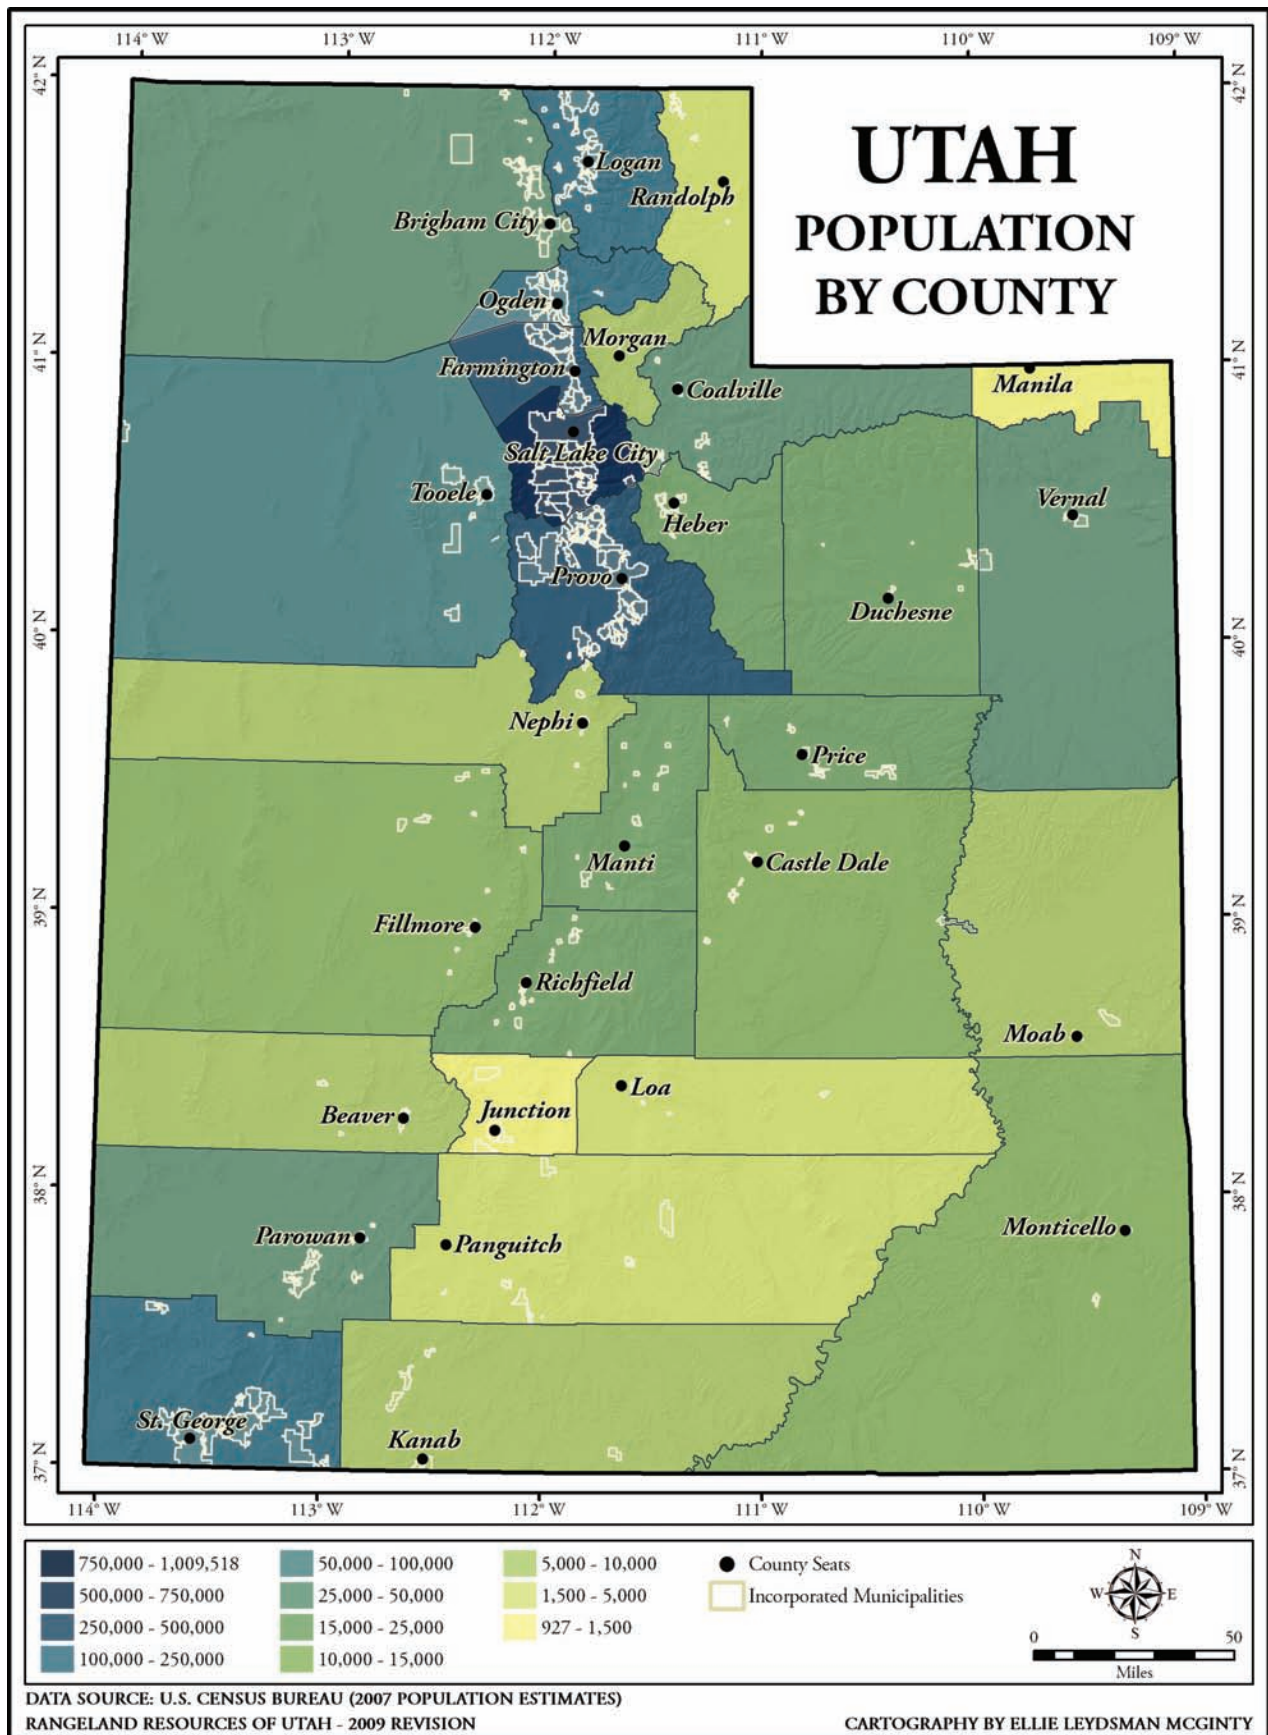 114° W 113° W 112° W 111° W 110° W 109° W
42° N
42° N
UTAH
POPULATION
BY COUNTY
Logan
Randolph
Brigham City
Ogden
Morgan
41° N
41° N
Farmington
Manila
Coalville
Salt Lake City
Tooele
Vernal
Heber
Provo
Duchesne
40° N
40° N
Nephi
Price
Manti
Castle Dale
39° N
39° N
Fillmore
Richfield
Moab
Loa
Beaver
Junction
38° N
38° N
Parowan
Panguitch
Monticello
St. George
Kanab
37° N
37° N
114° W 113° W 112° W 111° W 110° W 109° W
750,000 - 1,009,518
500,000 - 750,000
250,000 - 500,000
100,000 - 250,000
50,000 - 100,000
25,000 - 50,000
15,000 - 25,000
10,000 - 15,000
5,000 - 10,000
1,500 - 5,000
927 - 1,500
County Seats
Incorporated Municipalities
N
W E
S
0 50
Miles
DATA SOURCE: U.S. CENSUS BUREAU (2007 POPULATION ESTIMATES)
RANGELAND RESOURCES OF UTAH - 2009 REVISION
CARTOGRAPHY BY ELLIE LEYDSMAN MCGINTY